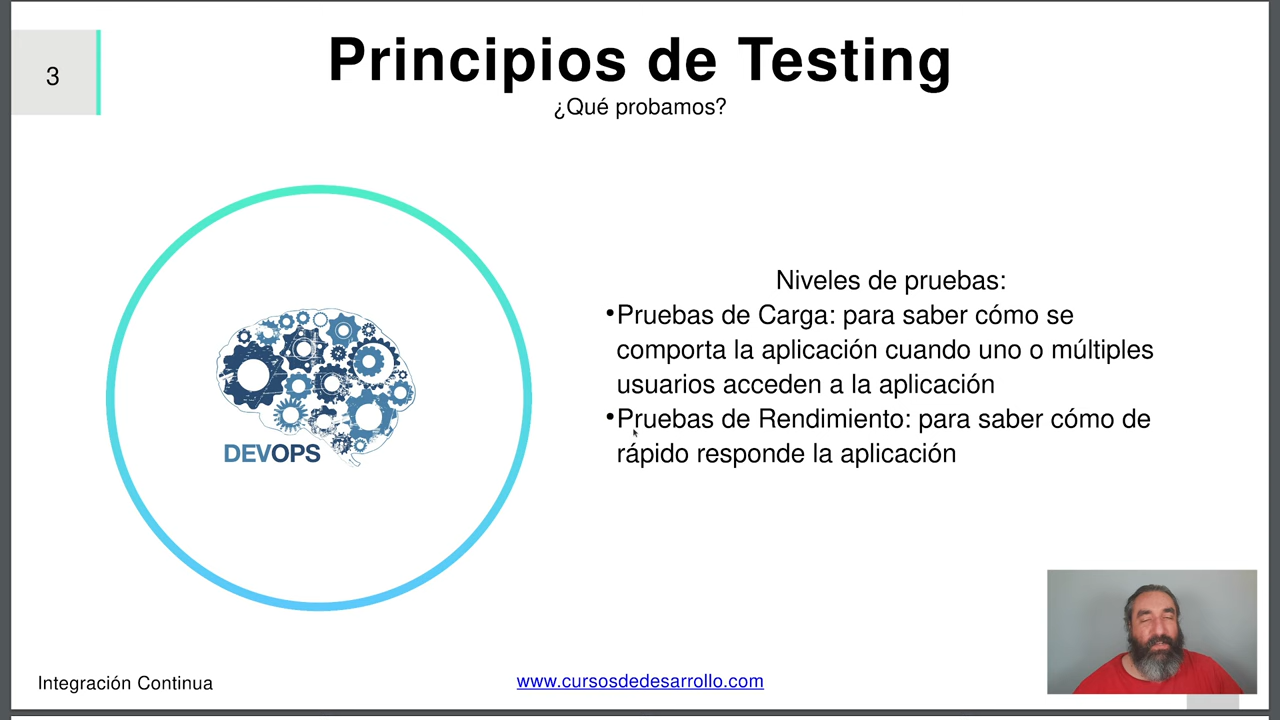 3
Principios de Testing
¿Qué probamos?
DEVOPS
Niveles de pruebas:
•Pruebas de Carga: para saber cómo se
comporta la aplicación cuando uno o múltiples
usuarios acceden a la aplicación
•Pruebas de Rendimiento: para saber cómo de
rápido responde la aplicación
Integración Continua
www.cursosdedesarrollo.com